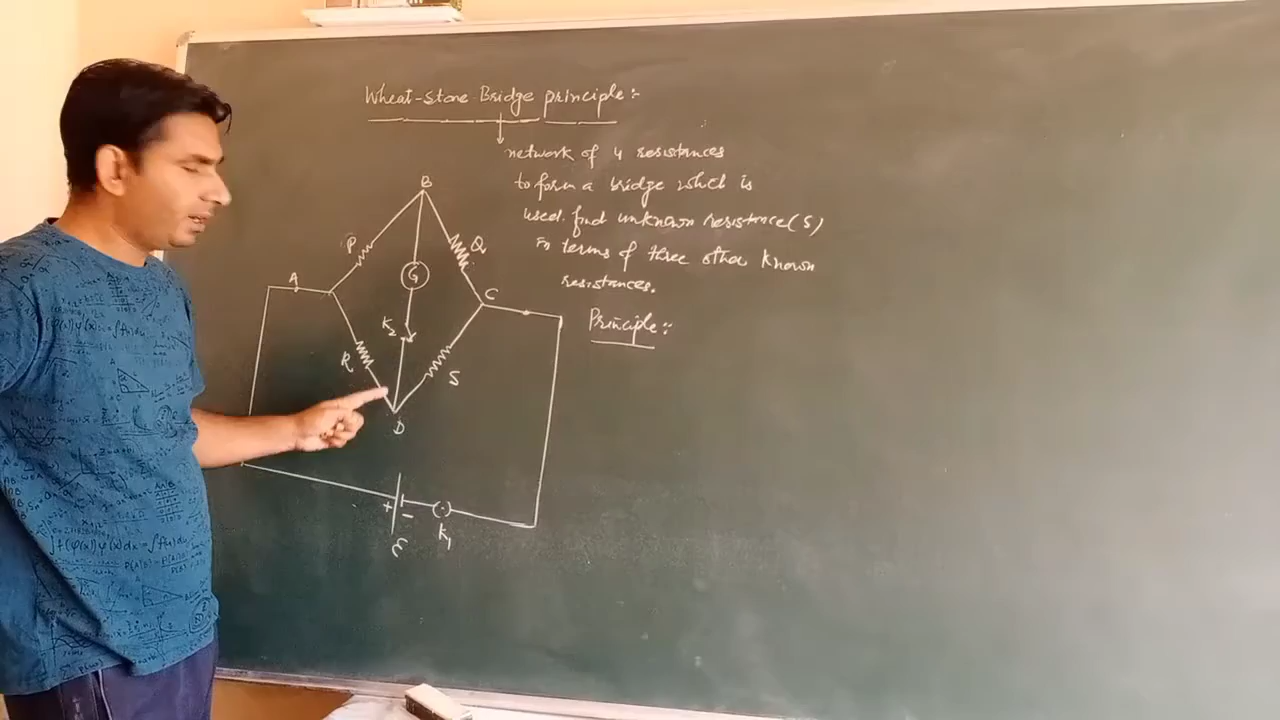 Wheat-Stone Bridge principle :-
network of 4 resistances
to form a bridge which is
used find unknown resistance (S)
in terms of three other known
resistances.
Principle :-
B
P
Q
A
G
C
K2
R
S
D
+ -
K1
ε